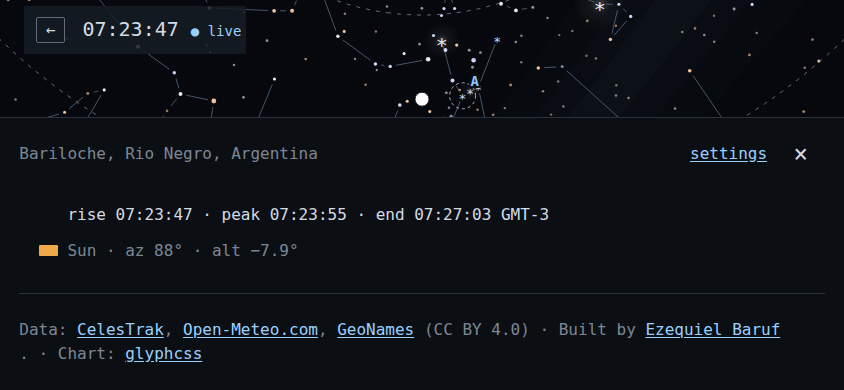 ← 07:23:47 ● live
A
Bariloche, Rio Negro, Argentina settings ×
rise 07:23:47 · peak 07:23:55 · end 07:27:03 GMT-3
Sun · az 88° · alt −7.9°
Data: CelesTrak, Open-Meteo.com, GeoNames (CC BY 4.0) · Built by Ezequiel Baruf
. · Chart: glyphcss